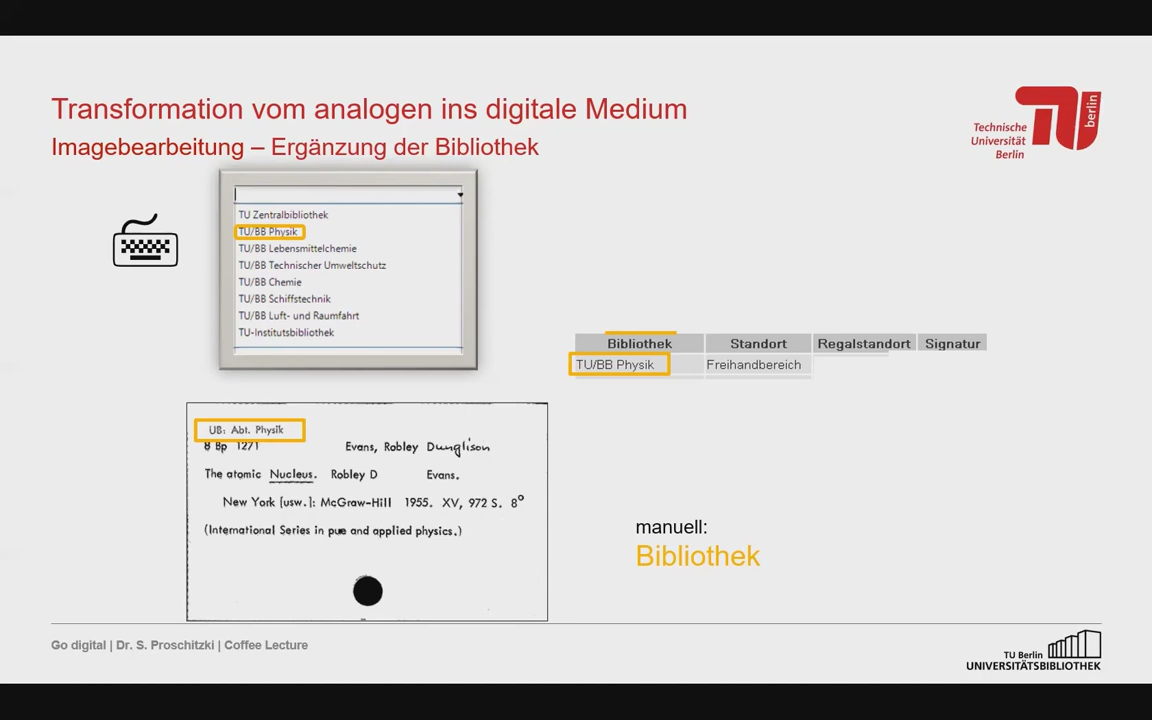 Transformation vom analogen ins digitale Medium
Imagebearbeitung – Ergänzung der Bibliothek
Technische
Universität
Berlin
berlin
TU Zentralbibliothek
TU/BB Physik
TU/BB Lebensmittelchemie
TU/BB Technischer Umweltschutz
TU/BB Chemie
TU/BB Schiffstechnik
TU/BB Luft- und Raumfahrt
TU-Institutsbibliothek
Bibliothek Standort Regalstandort Signatur
TU/BB Physik Freihandbereich
UB: Abt. Physik
8 Bp 1271 Evans, Robley Dunglison
The atomic Nucleus. Robley D Evans.
New York [usw.]: McGraw-Hill 1955. XV, 972 S. 8°
(International Series in pue and applied physics.)
manuell:
Bibliothek
Go digital | Dr. S. Proschitzki | Coffee Lecture
TU Berlin
UNIVERSITÄTSBIBLIOTHEK